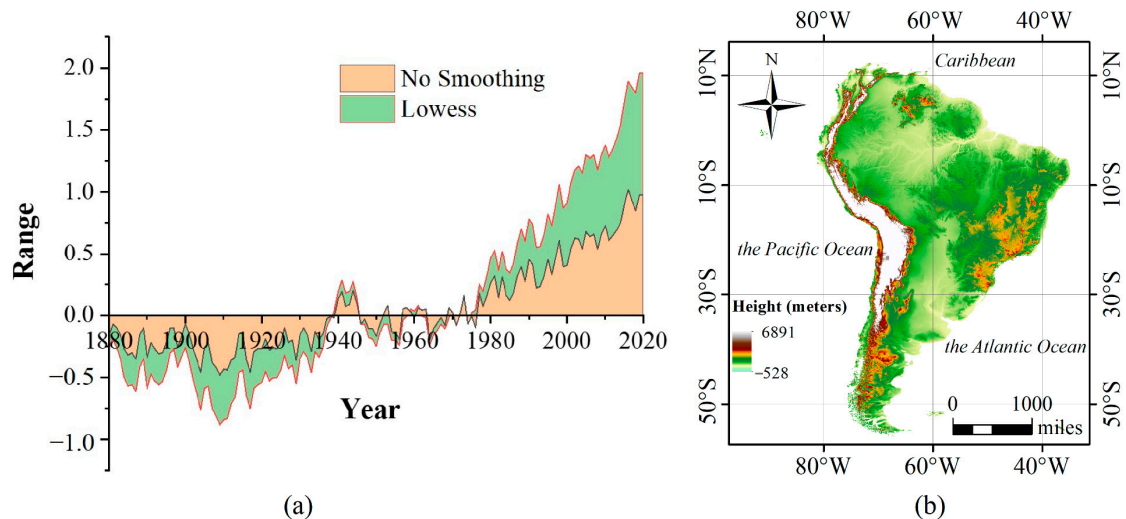 2.0
1.5
1.0
0.5
0.0
−0.5
−1.0
Range
No Smoothing
Lowess
1880 1900 1920 1940 1960 1980 2000 2020
Year
(a)
80°W 60°W 40°W
10°N
10°S
30°S
50°S
N
Caribbean
the Pacific Ocean
Height (meters)
6891
−528
the Atlantic Ocean
0 1000
miles
10°N
10°S
30°S
50°S
80°W 60°W 40°W
(b)